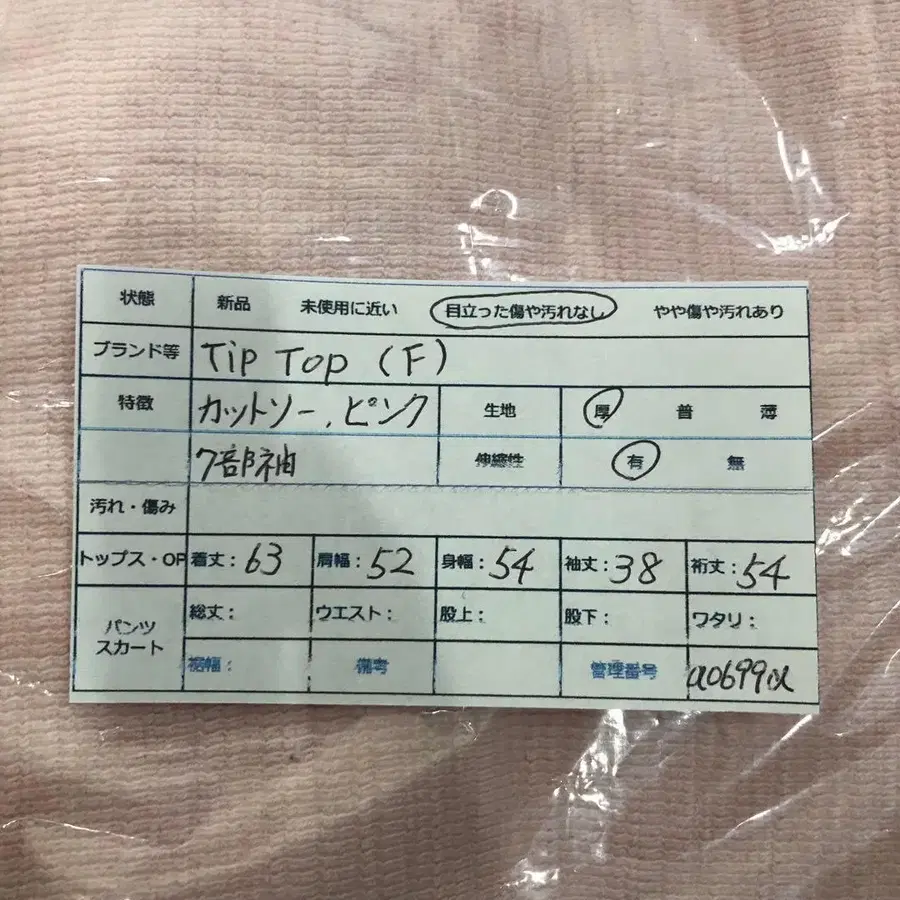 状態 新品 未使用に近い 目立った傷や汚れなし やや傷や汚れあり
ブランド等 Tip Top (F)
特徴 カットソー、ピンク 生地 厚 普 薄
7部袖 伸縮性 有 無
汚れ・傷み
トップス・OP 着丈: 63 肩幅: 52 身幅: 54 袖丈: 38 裄丈: 54
パンツ スカート 総丈: ウエスト: 股上: 股下: ワタリ:
裾幅: 備考 管理番号